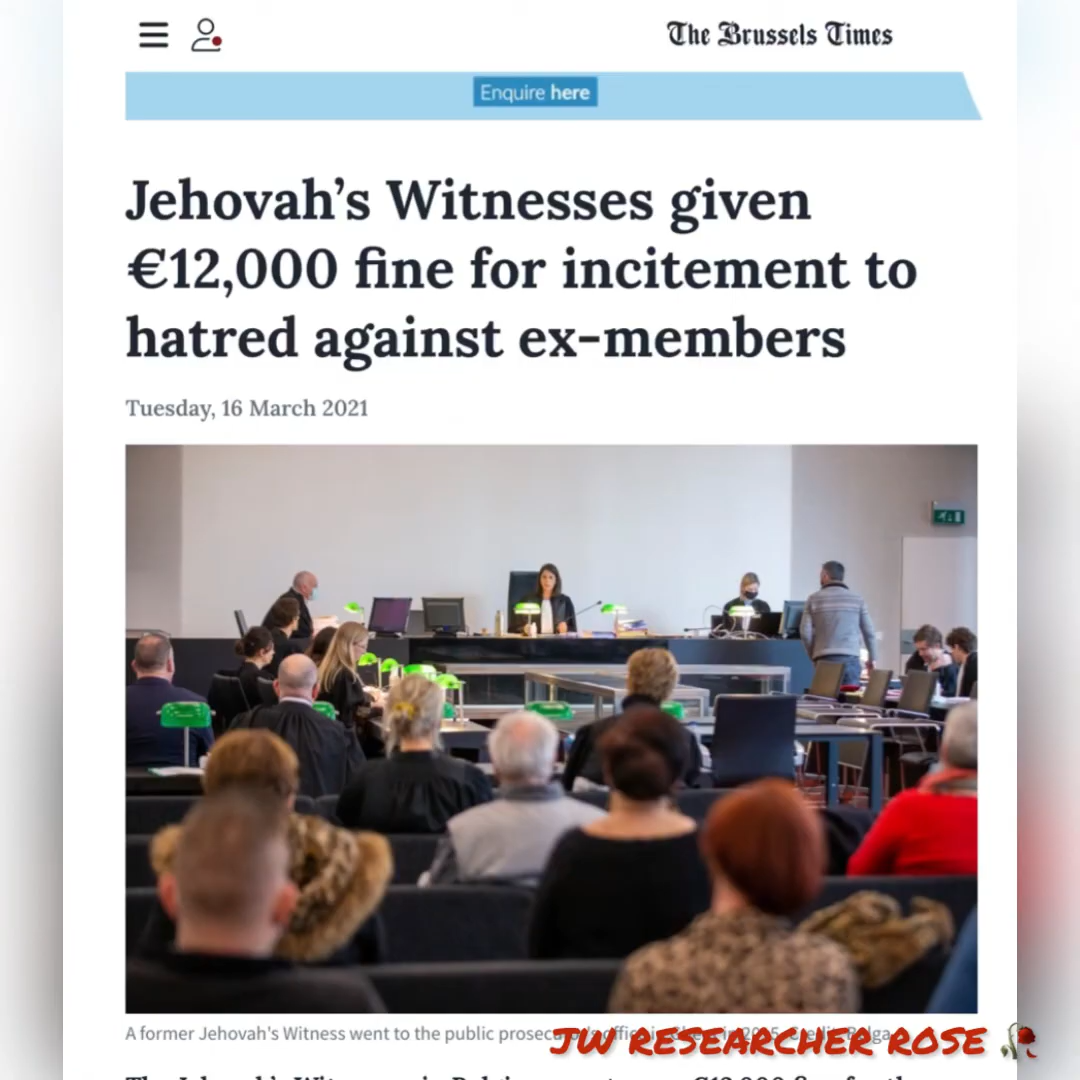 The Brussels Times
Enquire here
Jehovah's Witnesses given
€12,000 fine for incitement to
hatred against ex-members
Tuesday, 16 March 2021
A former Jehovah's Witness went to the public
JW RESEARCHER ROSE